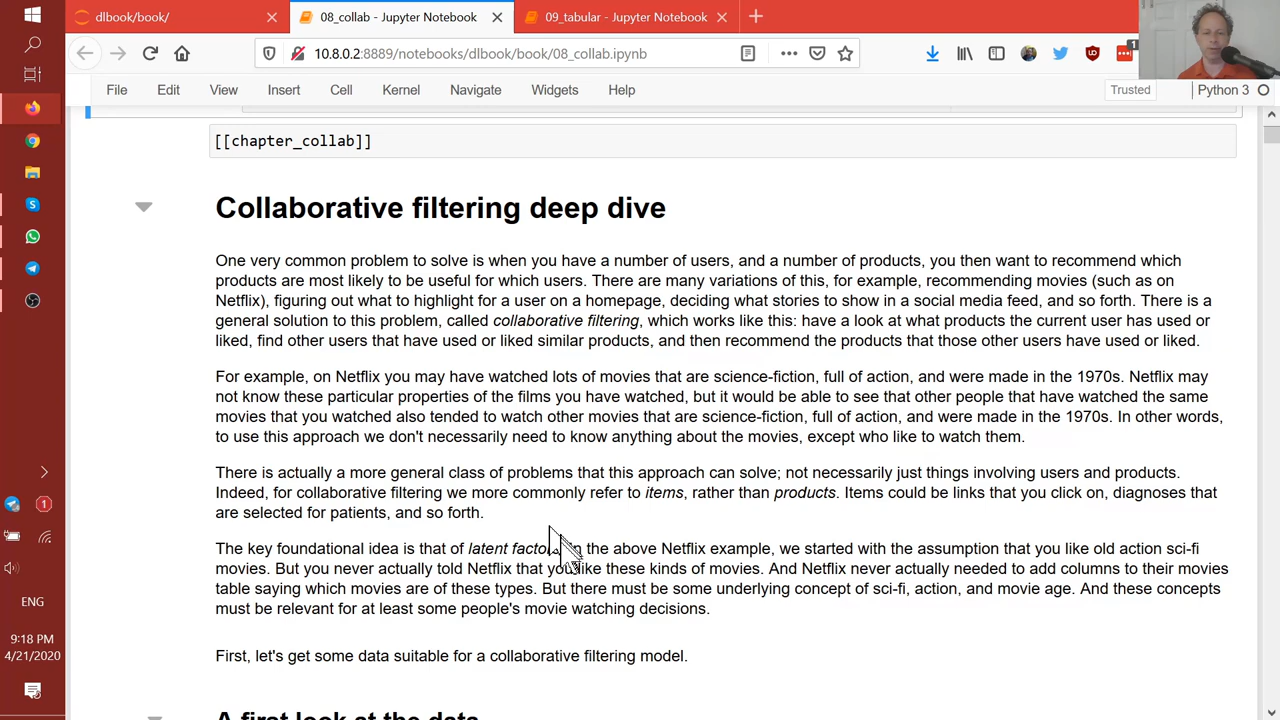 dlbook/book/
08_collab - Jupyter Notebook
09_tabular - Jupyter Notebook
10.8.0.2:8889/notebooks/dlbook/book/08_collab.ipynb
1
File Edit View Insert Cell Kernel Navigate Widgets Help
Trusted
Python 3
[[chapter_collab]]
Collaborative filtering deep dive
One very common problem to solve is when you have a number of users, and a number of products, you then want to recommend which
products are most likely to be useful for which users. There are many variations of this, for example, recommending movies (such as on
Netflix), figuring out what to highlight for a user on a homepage, deciding what stories to show in a social media feed, and so forth. There is a
general solution to this problem, called collaborative filtering, which works like this: have a look at what products the current user has used or
liked, find other users that have used or liked similar products, and then recommend the products that those other users have used or liked.
For example, on Netflix you may have watched lots of movies that are science-fiction, full of action, and were made in the 1970s. Netflix may
not know these particular properties of the films you have watched, but it would be able to see that other people that have watched the same
movies that you watched also tended to watch other movies that are science-fiction, full of action, and were made in the 1970s. In other words,
to use this approach we don't necessarily need to know anything about the movies, except who like to watch them.
There is actually a more general class of problems that this approach can solve; not necessarily just things involving users and products.
Indeed, for collaborative filtering we more commonly refer to items, rather than products. Items could be links that you click on, diagnoses that
are selected for patients, and so forth.
The key foundational idea is that of latent the above Netflix example, we started with the assumption that you like old action sci-fi
movies. But you never actually told Netflix that you like these kinds of movies. And Netflix never actually needed to add columns to their movies
table saying which movies are of these types. But there must be some underlying concept of sci-fi, action, and movie age. And these concepts
must be relevant for at least some people's movie watching decisions.
First, let's get some data suitable for a collaborative filtering model.
A first look at the data
1
ENG
9:18 PM
4/21/2020